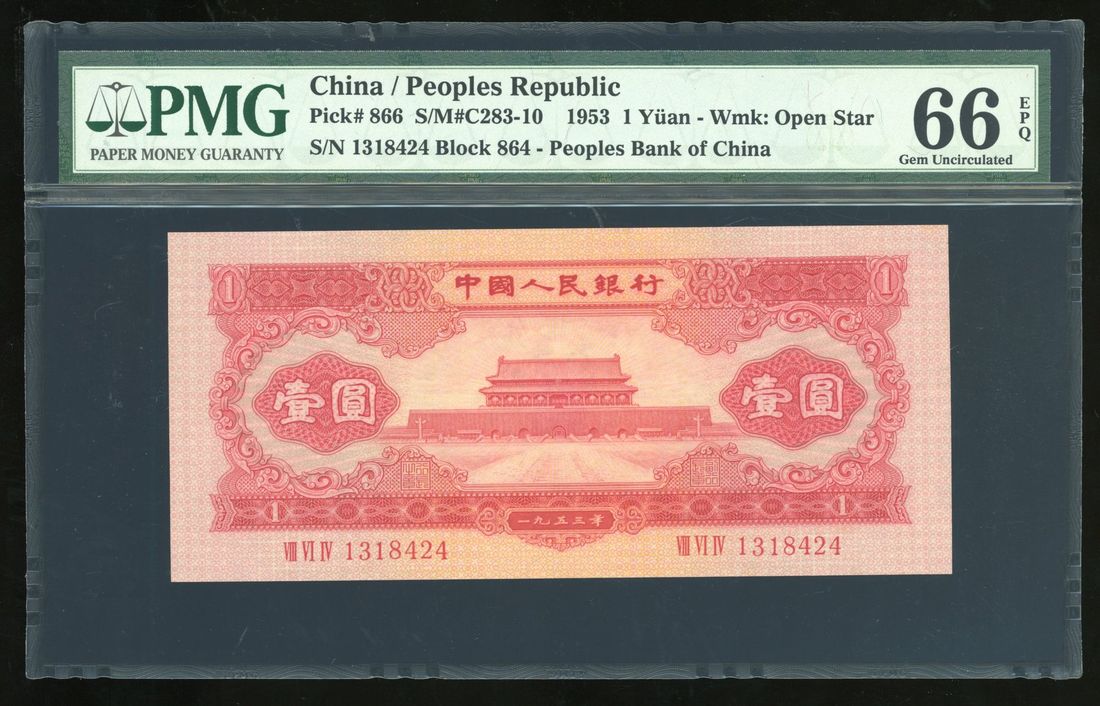 PMG
PAPER MONEY GUARANTY
China / Peoples Republic
Pick# 866 S/M#C283-10 1953 1 Yüan - Wmk: Open Star
S/N 1318424 Block 864 - Peoples Bank of China
66
EPQ
Gem Uncirculated
1 中國人民銀行 1
壹圓 壹圓
1 一九五三年 1
Ⅷ Ⅵ Ⅳ 1318424 Ⅷ Ⅵ Ⅳ 1318424